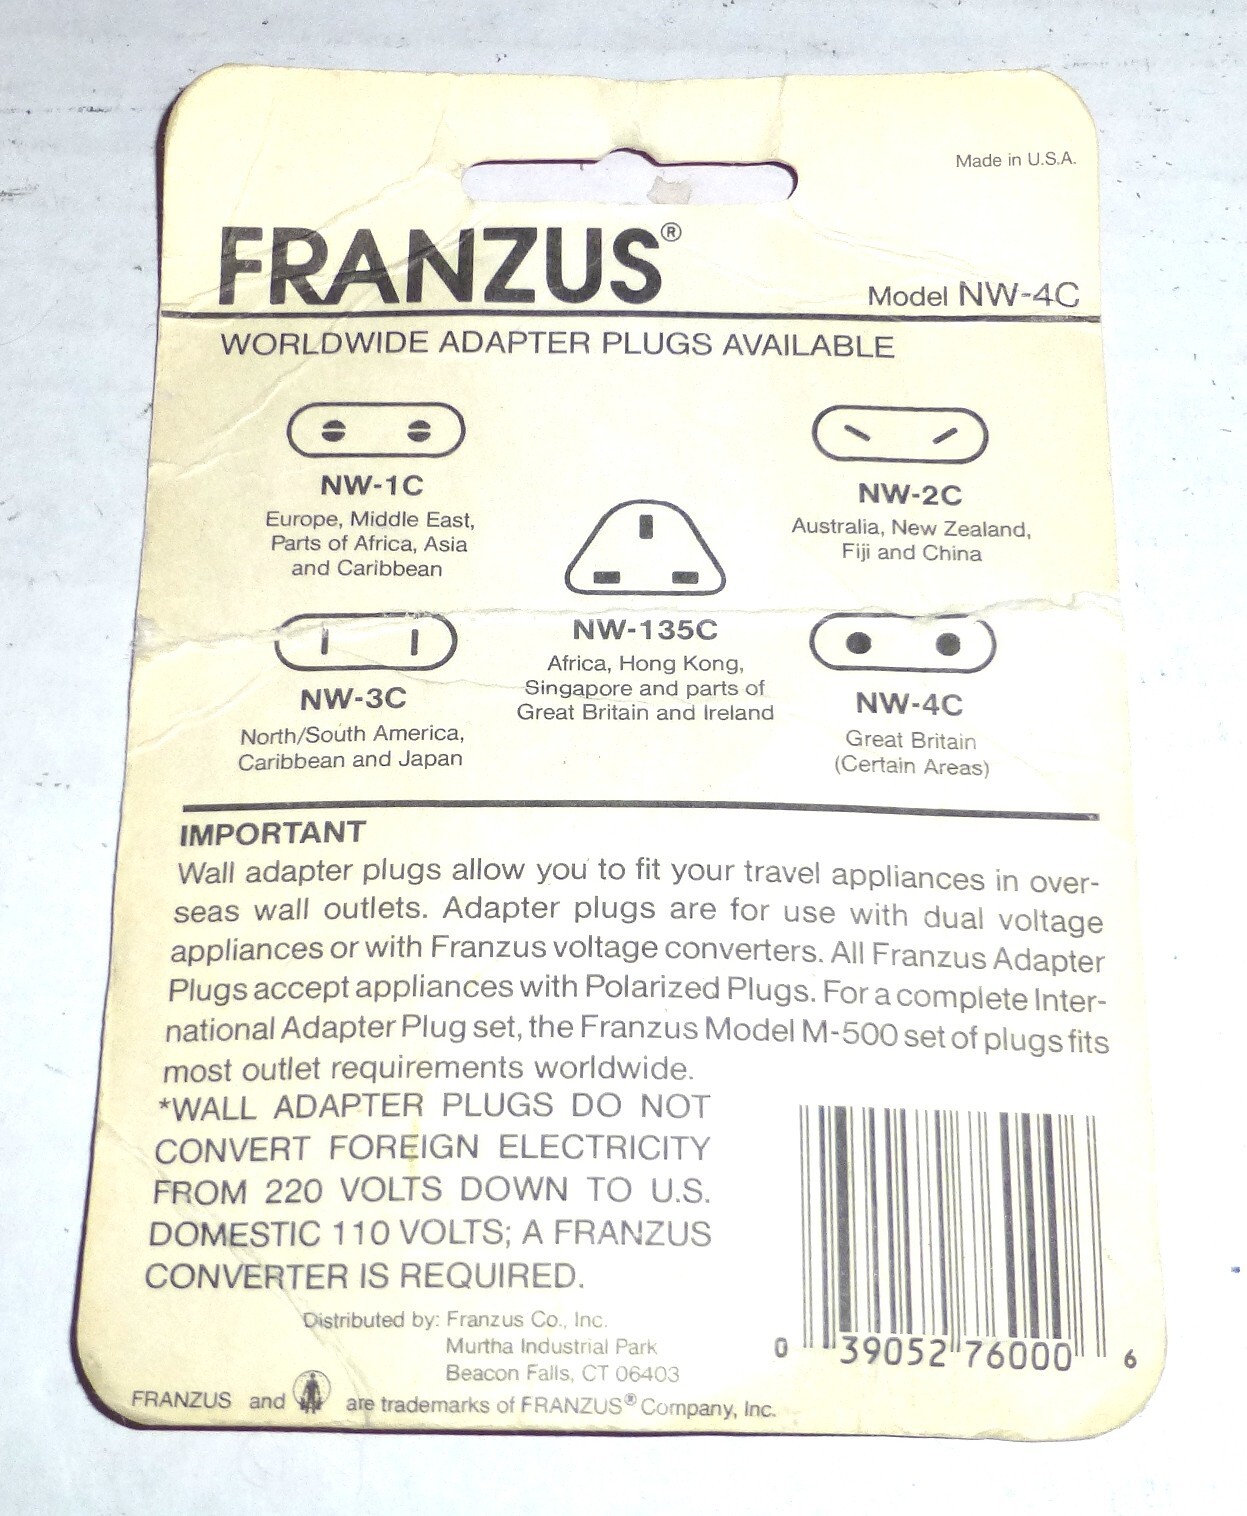 Made in U.S.A.
FRANZUS®
Model NW-4C
WORLDWIDE ADAPTER PLUGS AVAILABLE
NW-1C
Europe, Middle East,
Parts of Africa, Asia
and Caribbean
NW-2C
Australia, New Zealand,
Fiji and China
NW-135C
Africa, Hong Kong,
Singapore and parts of
Great Britain and Ireland
NW-3C
North/South America,
Caribbean and Japan
NW-4C
Great Britain
(Certain Areas)
IMPORTANT
Wall adapter plugs allow you to fit your travel appliances in over-
seas wall outlets. Adapter plugs are for use with dual voltage
appliances or with Franzus voltage converters. All Franzus Adapter
Plugs accept appliances with Polarized Plugs. For a complete Inter-
national Adapter Plug set, the Franzus Model M-500 set of plugs fits
most outlet requirements worldwide.
*WALL ADAPTER PLUGS DO NOT
CONVERT FOREIGN ELECTRICITY
FROM 220 VOLTS DOWN TO U.S.
DOMESTIC 110 VOLTS; A FRANZUS
CONVERTER IS REQUIRED.
Distributed by: Franzus Co., Inc.
Murtha Industrial Park
Beacon Falls, CT 06403
FRANZUS and are trademarks of FRANZUS® Company, Inc.
0 39052 76000 6